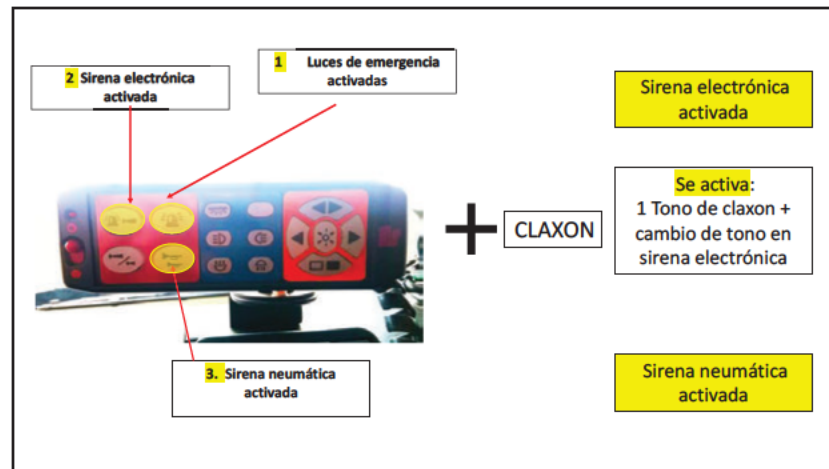 1 Luces de emergencia
activadas
2 Sirena electrónica
activada
3. Sirena neumática
activada
CLAXON
Sirena electrónica
activada
Se activa:
1 Tono de claxon +
cambio de tono en
sirena electrónica
Sirena neumática
activada